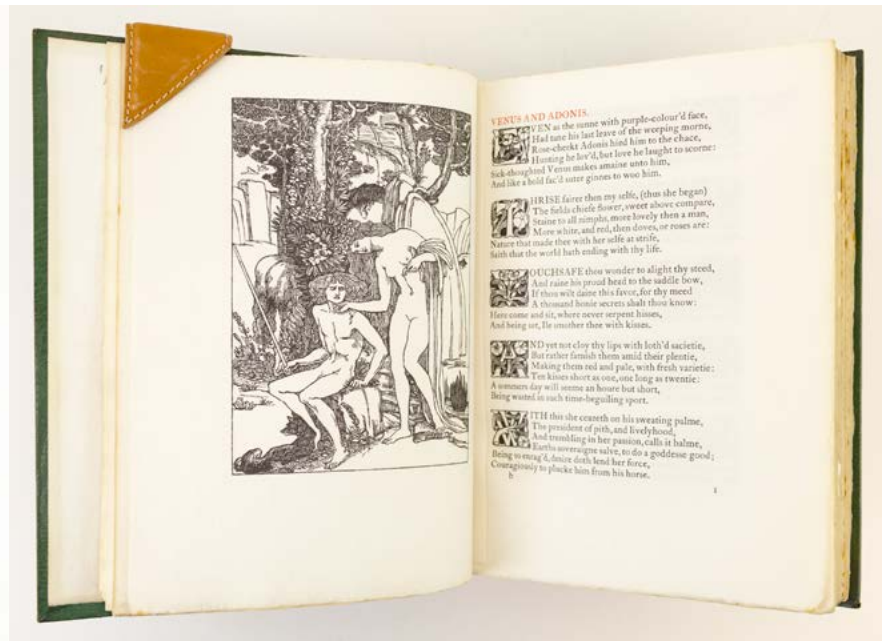 VENUS AND ADONIS.
EVEN as the sunne with purple-colour'd face,
Had tane his last leave of the weeping morne,
Rose-cheekt Adonis hied him to the chace,
Hunting he lov'd, but love he laught to scorne:
Sick-thoughted Venus makes amaine unto him,
And like a bold fac'd suter ginnes to woo him.
THRISE fairer then my selfe, (thus she began)
The fields chiefe flower, sweet above compare,
Staine to all nimphs, more lovely then a man,
More white, and red, then doves, or roses are:
Nature that made thee with her selfe at strife,
Saith that the world hath ending with thy life.
VOUCHSAFE thou wonder to alight thy steed,
And raine his proud head to the saddle bow,
If thou wilt daine this favor, for thy meed
A thousand honie secrets shalt thou know:
Here come and sit, where never serpent hisses,
And being set, Ile smother thee with kisses.
AND yet not cloy thy lips with loth'd sacietie,
But rather famish them amid their plentie,
Making them red and pale, with fresh varietie:
Ten kisses short as one, one long as twentie:
A sommers day will seeme an houre but short,
Being wasted in such time-beguiling sport.
WITH this she ceazeth on his sweating palme,
The president of pith, and livelyhood,
And trembling in her passion, calls it balme,
Earths soveraigne salve, to do a goddesse good:
Being so enrag'd, desire doth lend her force,
Couragiously to plucke him from his horse.
b
1